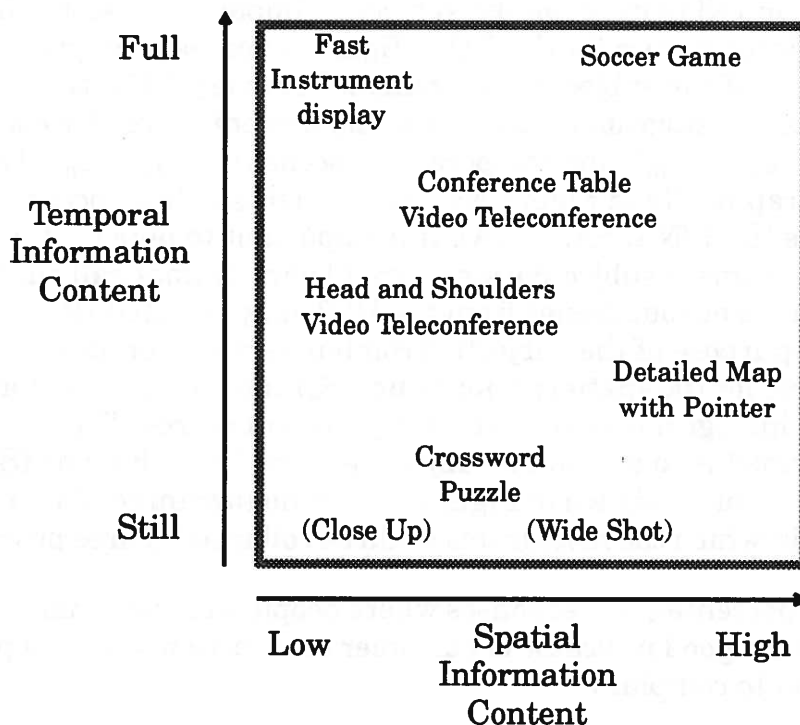 Full
Fast
Instrument
display
Soccer Game
Conference Table
Video Teleconference
Temporal
Information
Content
Head and Shoulders
Video Teleconference
Detailed Map
with Pointer
Crossword
Puzzle
Still
(Close Up)
(Wide Shot)
Low
Spatial
Information
Content
High